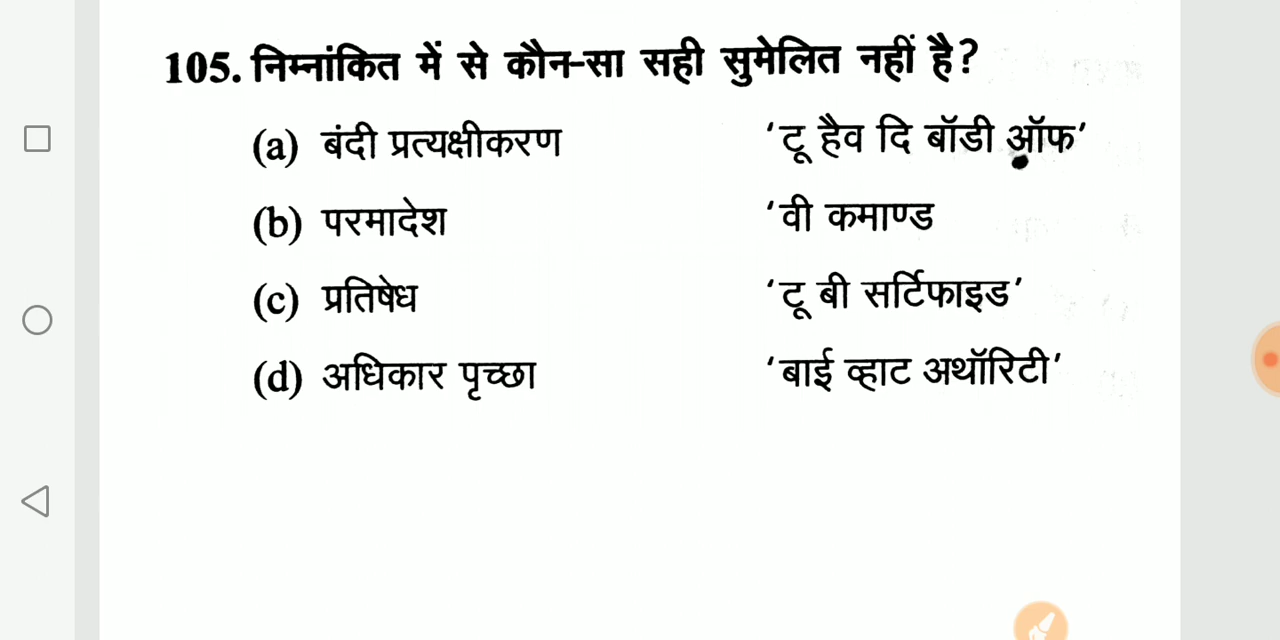 105. निम्नांकित में से कौन-सा सही सुमेलित नहीं है?
(a) बंदी प्रत्यक्षीकरण 'टू हैव दि बॉडी ऑफ'
(b) परमादेश 'वी कमाण्ड
(c) प्रतिषेध 'टू बी सर्टिफाइड'
(d) अधिकार पृच्छा 'बाई व्हाट अथॉरिटी'